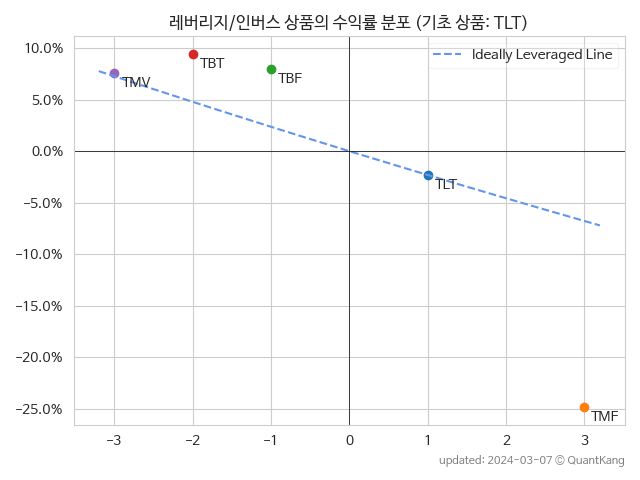 레버리지/인버스 상품의 수익률 분포 (기초 상품: TLT)
10.0%
5.0%
0.0%
−5.0%
−10.0%
−15.0%
−20.0%
−25.0%
Ideally Leveraged Line
TMV
TBT
TBF
TLT
TMF
−3
−2
−1
0
1
2
3
updated: 2024-03-07 © QuantKang